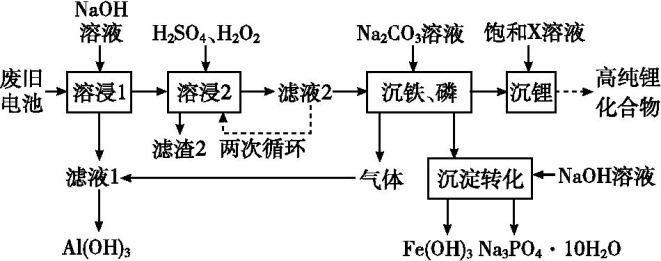 NaOH
溶液
H₂SO₄、H₂O₂
Na₂CO₃溶液
饱和X溶液
废旧
电池
溶浸1
溶浸2
滤液2
沉铁、磷
沉锂
高纯锂
化合物
滤渣2
两次循环
滤液1
气体
沉淀转化
NaOH溶液
Al(OH)₃
Fe(OH)₃
Na₃PO₄·10H₂O